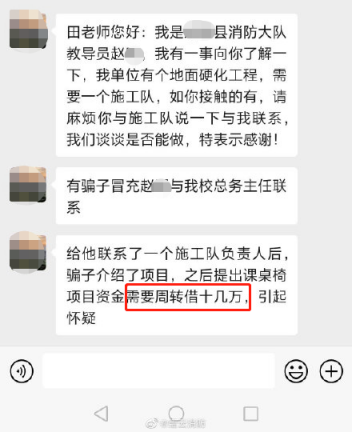 田老师您好：我是县消防大队
教导员赵，我有一事向你了解一
下，我单位有个地面硬化工程，需
要一个施工队，如你接触的有，请
麻烦你与施工队说一下与我联系，
我们谈谈是否能做，特表示感谢！
有骗子冒充赵与我校总务主任联
系
给他联系了一个施工队负责人后，
骗子介绍了项目，之后提出课桌椅
项目资金需要周转借十几万，引起
怀疑